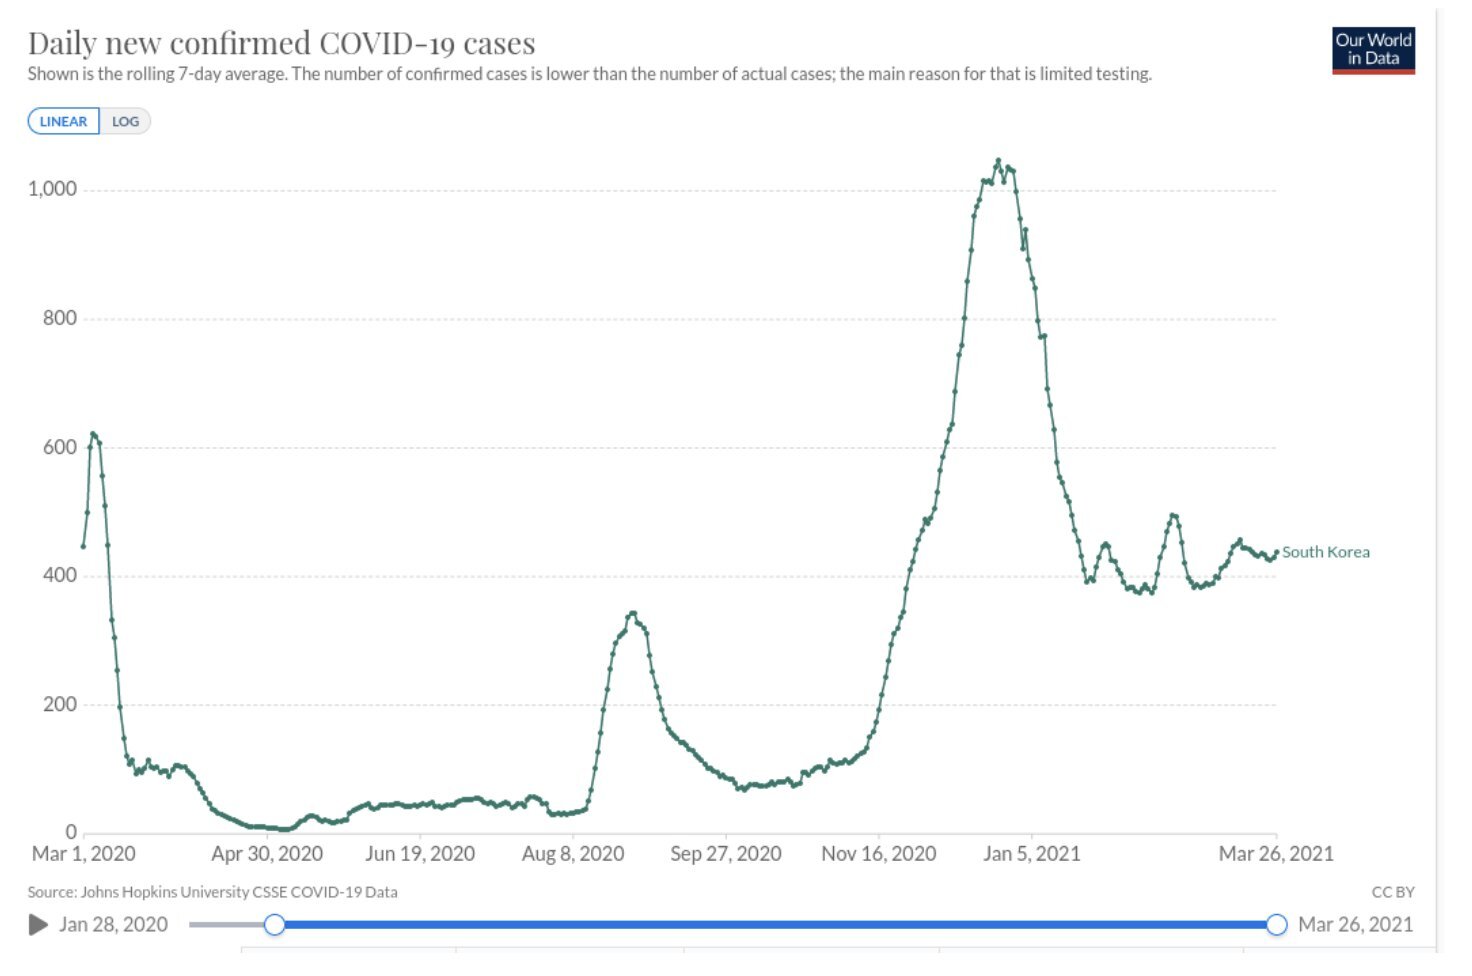 Daily new confirmed COVID-19 cases
Our World
in Data
Shown is the rolling 7-day average. The number of confirmed cases is lower than the number of actual cases; the main reason for that is limited testing.
LINEAR LOG
1,000
800
600
South Korea
400
200
0
Mar 1, 2020 Apr 30, 2020 Jun 19, 2020 Aug 8, 2020 Sep 27, 2020 Nov 16, 2020 Jan 5, 2021 Mar 26, 2021
Source: Johns Hopkins University CSSE COVID-19 Data CC BY
Jan 28, 2020 Mar 26, 2021